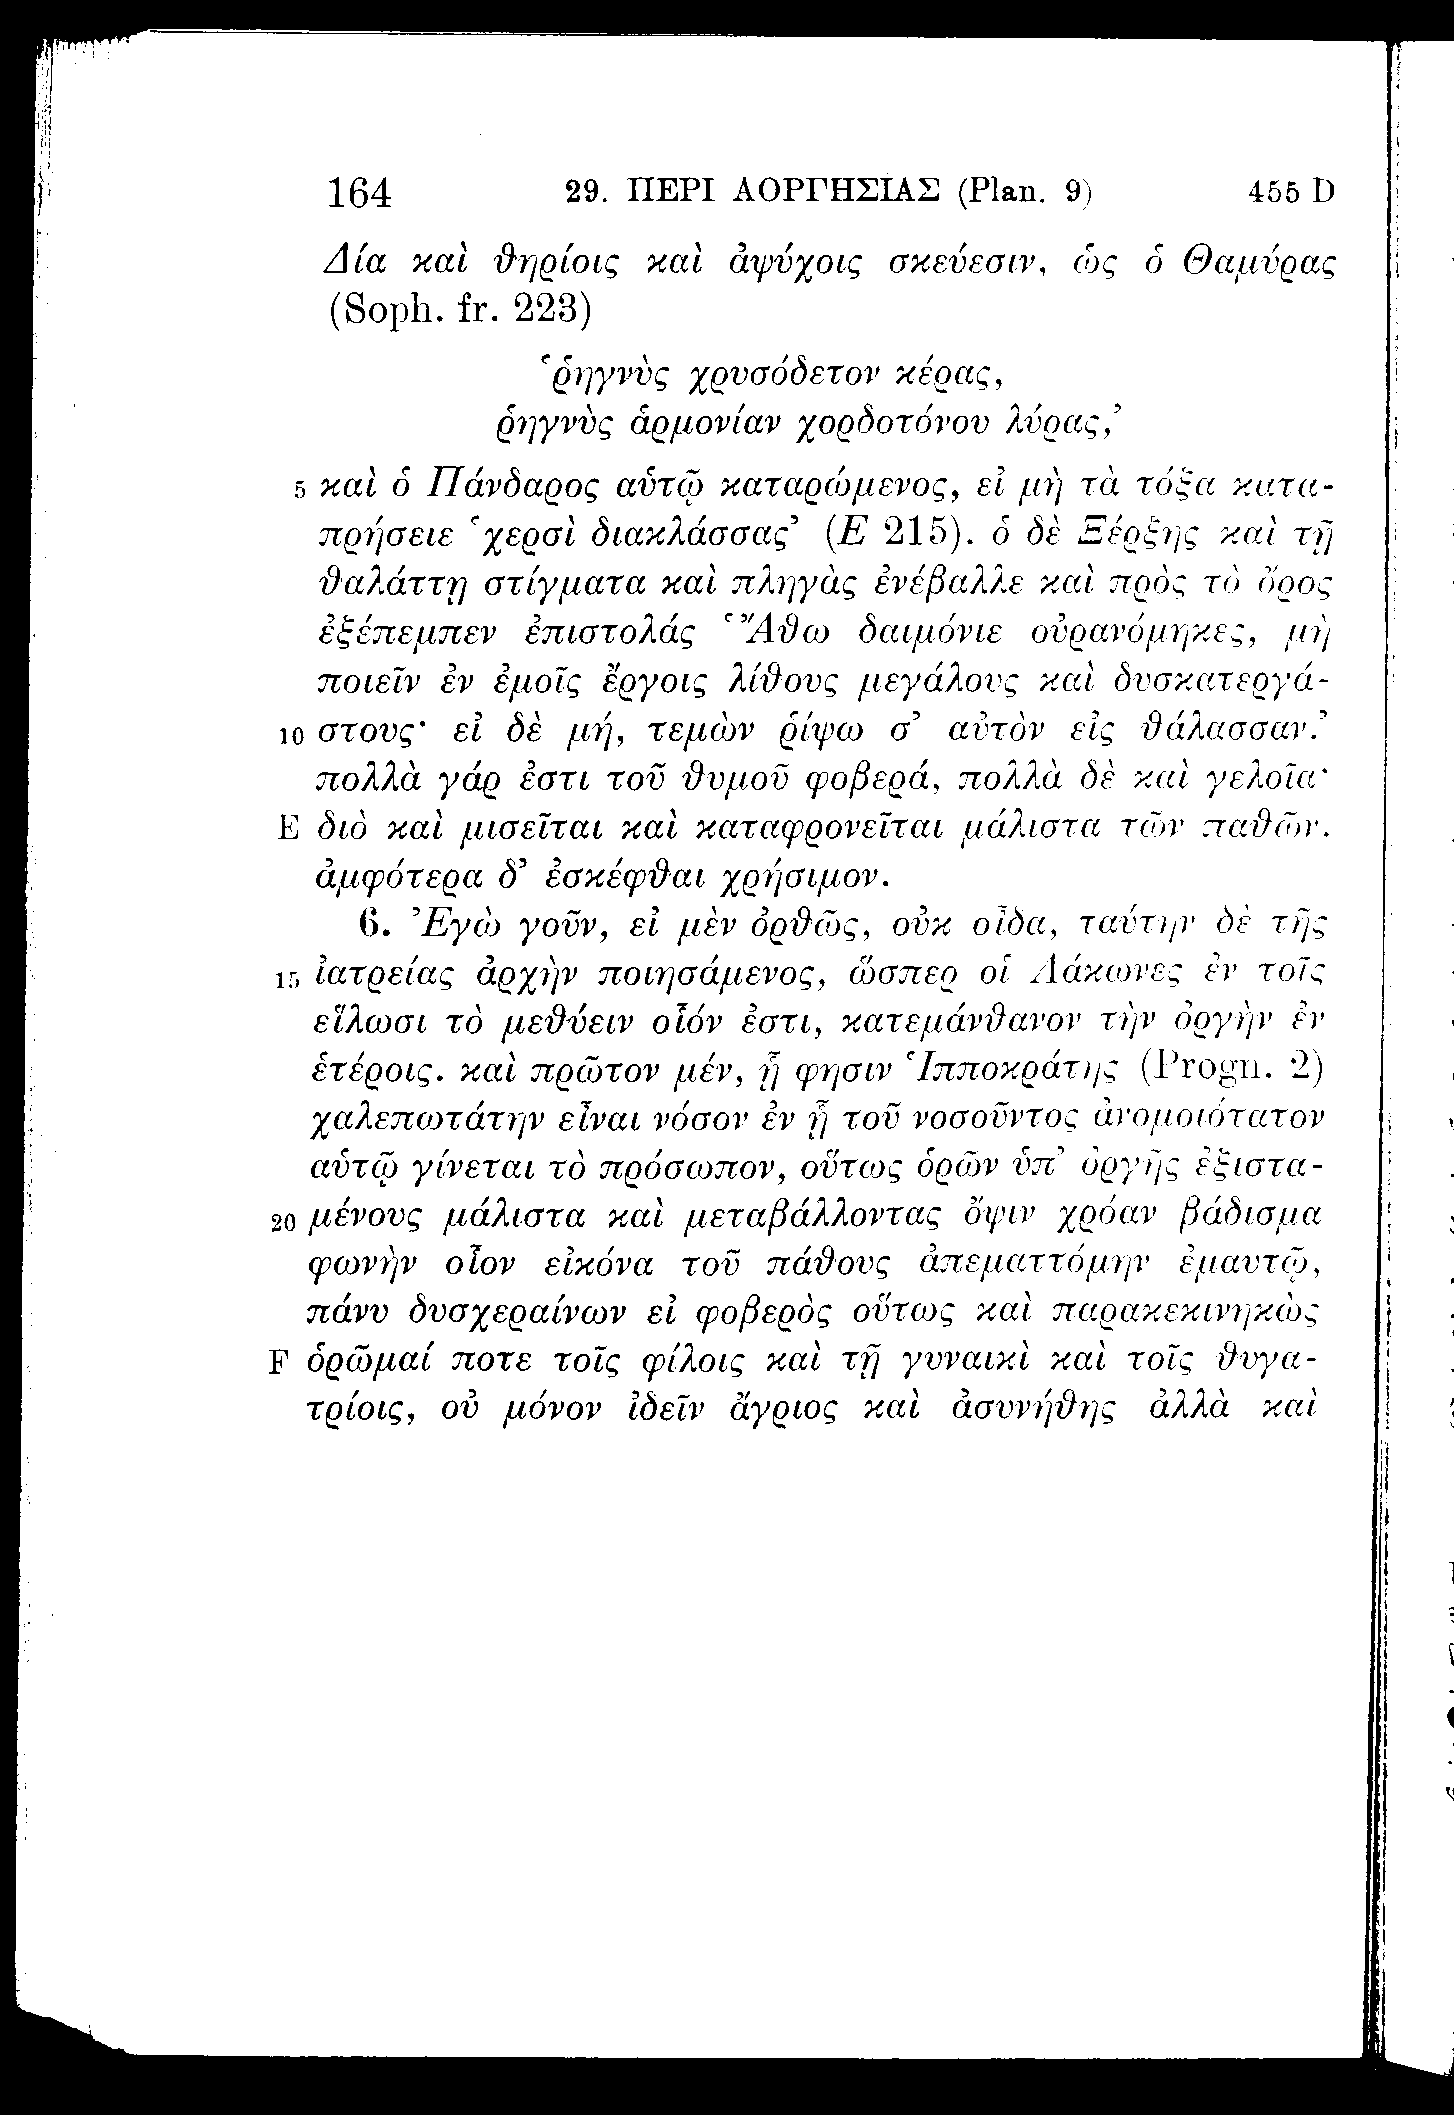 164 29. ΠΕΡΙ ΑΟΡΓΗΣΙΑΣ (Plan. 9) 455 D
Δία καὶ θηρίοις καὶ ἀψύχοις σκεύεσιν, ὡς ὁ Θαμύρας
(Soph. fr. 223)
‛ῥηγνὺς χρυσόδετον κέρας,
ῥηγνὺς ἁρμονίαν χορδοτόνου λύρας,’
5 καὶ ὁ Πάνδαρος αὑτῷ καταρώμενος, εἰ μὴ τὰ τόξα κατα-
πρήσειε ‛χερσὶ διακλάσσας’ (E 215). ὁ δὲ Ξέρξης καὶ τῇ
θαλάττῃ στίγματα καὶ πληγὰς ἐνέβαλλε καὶ πρὸς τὸ ὄρος
ἐξέπεμπεν ἐπιστολάς ‛Ἄθω δαιμόνιε οὐρανόμηκες, μὴ
ποιεῖν ἐν ἐμοῖς ἔργοις λίθους μεγάλους καὶ δυσκατεργά-
10 στους· εἰ δὲ μή, τεμὼν ῥίψω σ’ αὐτὸν εἰς θάλασσαν.’
πολλὰ γάρ ἐστι τοῦ θυμοῦ φοβερά, πολλὰ δὲ καὶ γελοῖα·
E διὸ καὶ μισεῖται καὶ καταφρονεῖται μάλιστα τῶν παθῶν.
ἀμφότερα δ’ ἐσκέφθαι χρήσιμον.
6. Ἐγὼ γοῦν, εἰ μὲν ὀρθῶς, οὐκ οἶδα, ταύτην δὲ τῆς
15 ἰατρείας ἀρχὴν ποιησάμενος, ὥσπερ οἱ Λάκωνες ἐν τοῖς
εἵλωσι τὸ μεθύειν οἷόν ἐστι, κατεμάνθανον τὴν ὀργὴν ἐν
ἑτέροις. καὶ πρῶτον μέν, ᾗ φησιν Ἱπποκράτης (Progn. 2)
χαλεπωτάτην εἶναι νόσον ἐν ᾗ τοῦ νοσοῦντος ἀνομοιότατον
αὑτῷ γίνεται τὸ πρόσωπον, οὕτως ὁρῶν ὑπ’ ὀργῆς ἐξιστα-
20 μένους μάλιστα καὶ μεταβάλλοντας ὄψιν χρόαν βάδισμα
φωνὴν οἷον εἰκόνα τοῦ πάθους ἀπεματτόμην ἐμαυτῷ,
πάνυ δυσχεραίνων εἰ φοβερὸς οὕτως καὶ παρακεκινηκὼς
F ὁρῶμαί ποτε τοῖς φίλοις καὶ τῇ γυναικὶ καὶ τοῖς θυγα-
τρίοις, οὐ μόνον ἰδεῖν ἄγριος καὶ ἀσυνήθης ἀλλὰ καὶ